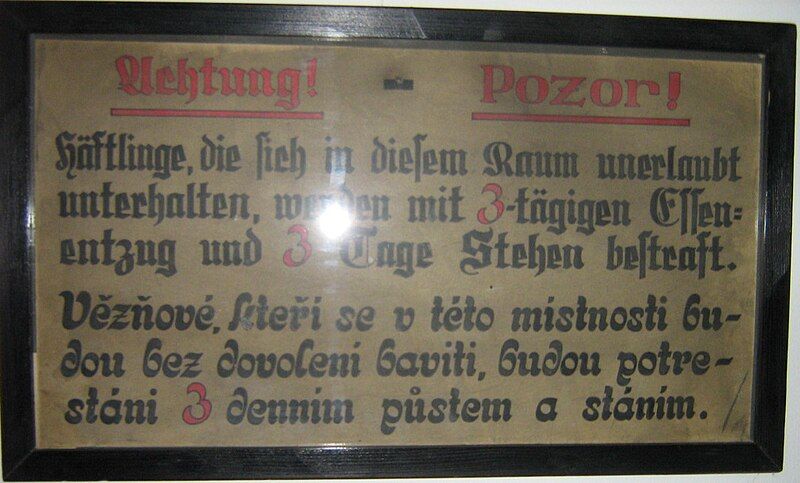 Achtung! - Pozor!
Häftlinge, die sich in diesem Raum unerlaubt
unterhalten, werden mit 3-tägigen Essen=
entzug und 3 Tage Stehen bestraft.
Vězňové, kteří se v této místnosti bu-
dou bez dovolení baviti, budou potre-
stáni 3 denním půstem a stáním.